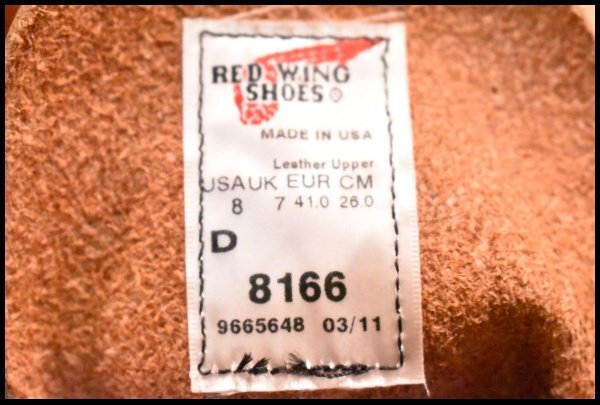 RED WING
SHOES®
MADE IN USA
Leather Upper
USA UK EUR CM
8 7 41.0 26.0
D
8166
9665648 03/11